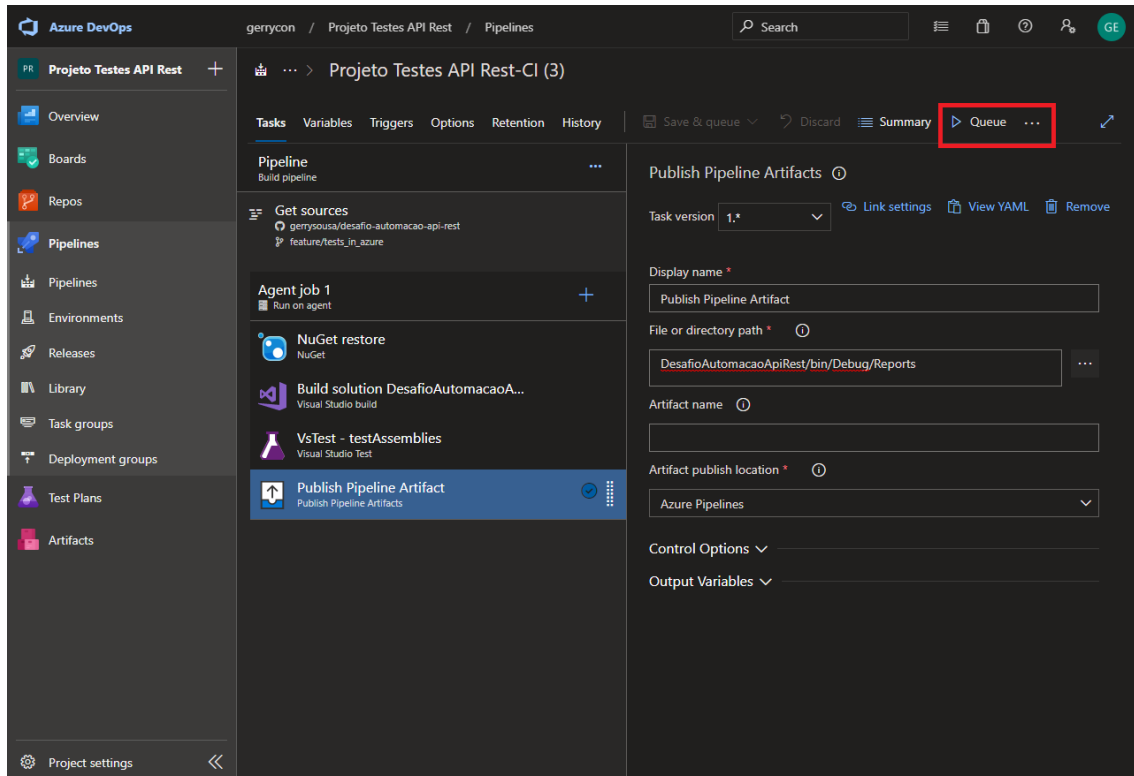 Azure DevOps
gerrycon / Projeto Testes API Rest / Pipelines
Search
GE
PR
Projeto Testes API Rest
Overview
Boards
Repos
Pipelines
Pipelines
Environments
Releases
Library
Task groups
Deployment groups
Test Plans
Artifacts
Project settings
... > Projeto Testes API Rest-CI (3)
Tasks Variables Triggers Options Retention History
Save & queue Discard Summary Queue ...
Pipeline
Build pipeline
...
Get sources
gerrysousa/desafio-automacao-api-rest
feature/tests_in_azure
Agent job 1
Run on agent
NuGet restore
NuGet
Build solution DesafioAutomacaoA...
Visual Studio build
VsTest - testAssemblies
Visual Studio Test
Publish Pipeline Artifact
Publish Pipeline Artifacts
Publish Pipeline Artifacts
Task version 1.*
Link settings View YAML Remove
Display name *
Publish Pipeline Artifact
File or directory path *
DesafioAutomacaoApiRest/bin/Debug/Reports
...
Artifact name
Artifact publish location *
Azure Pipelines
Control Options
Output Variables